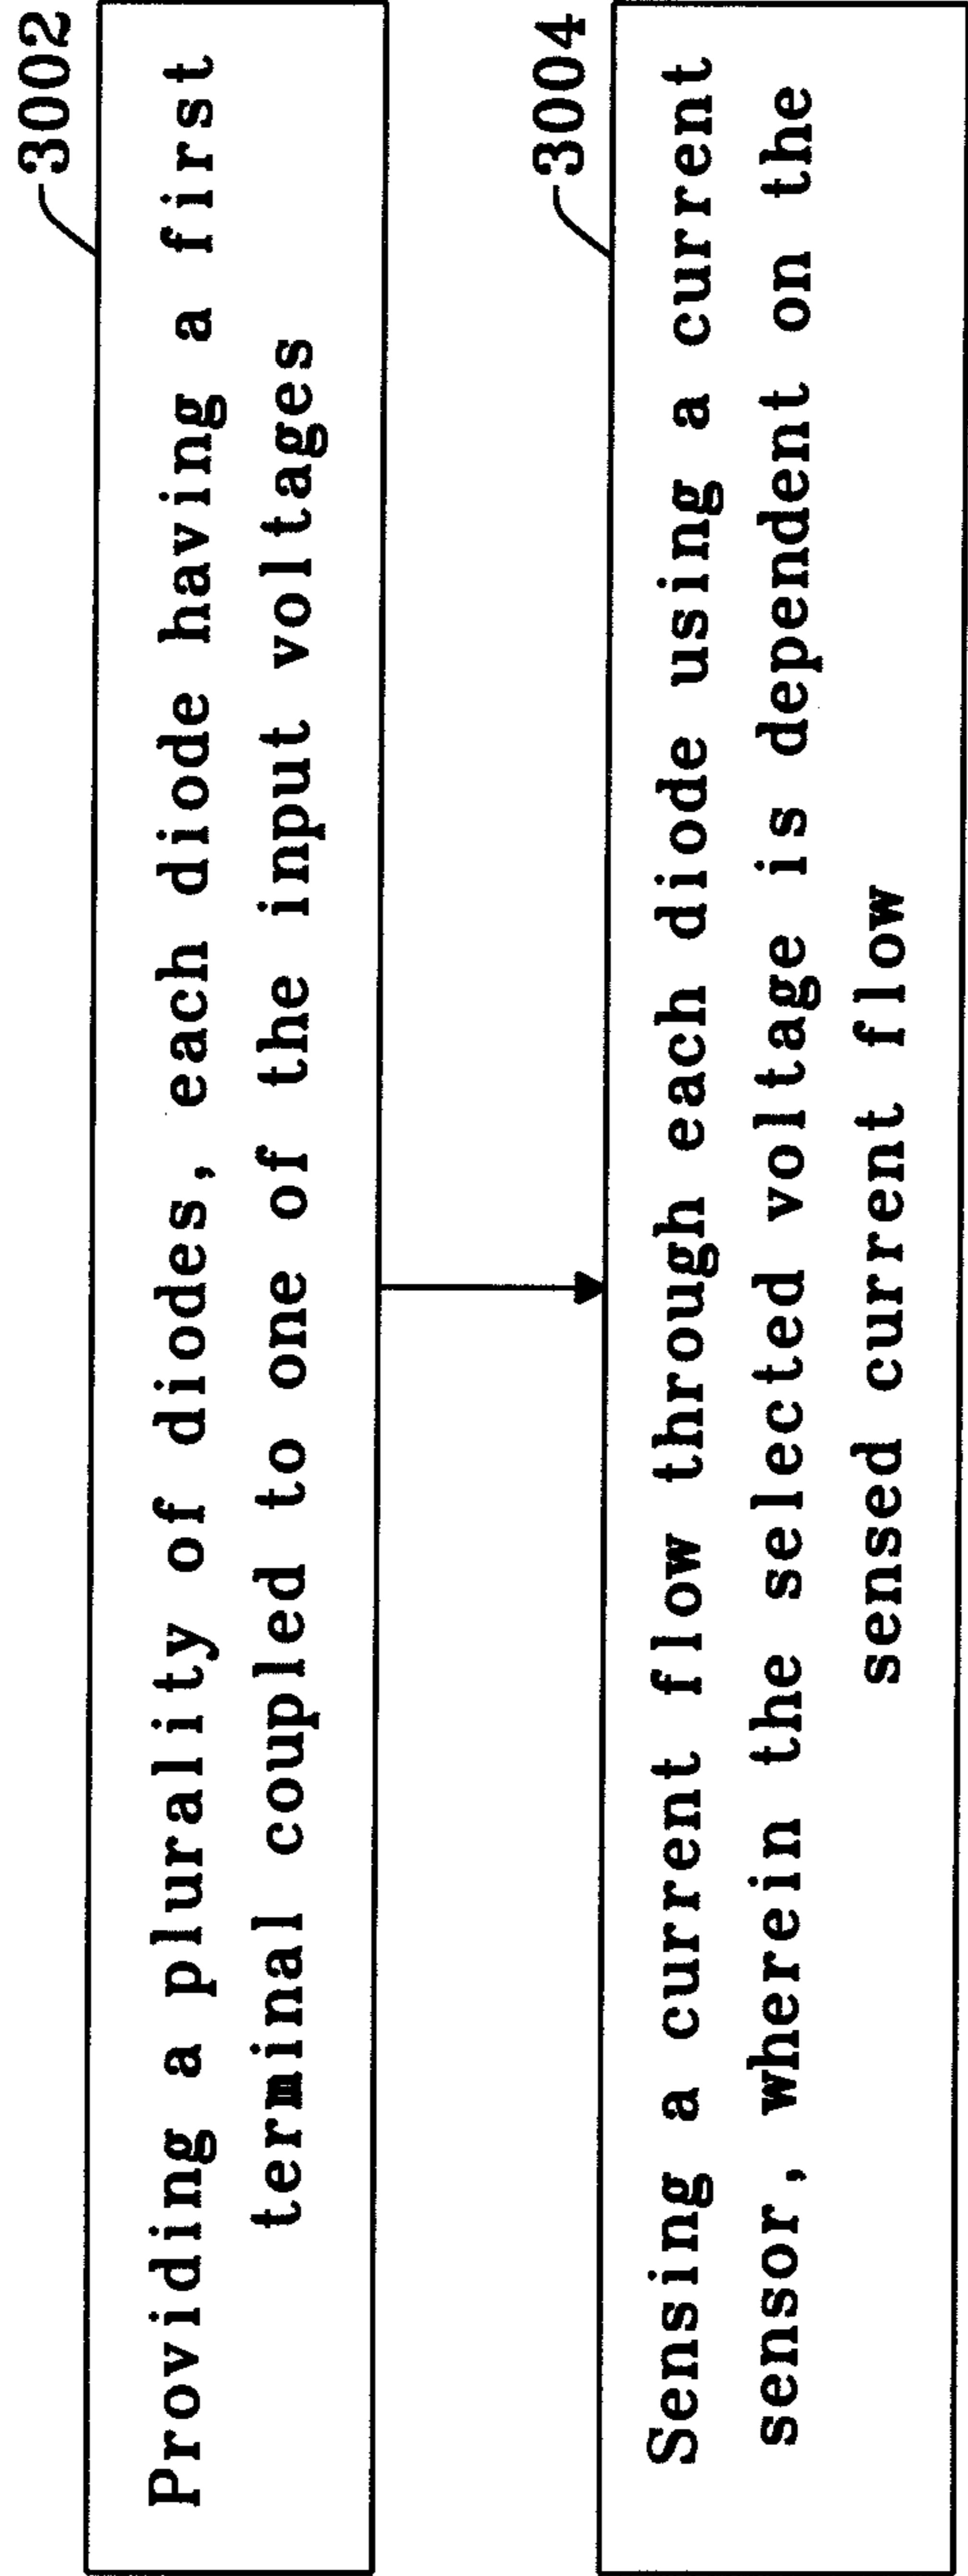 3002
Providing a plurality of diodes, each diode having a first
terminal coupled to one of the input voltages
3004
Sensing a current flow through each diode using a current
sensor, wherein the selected voltage is dependent on the
sensed current flow